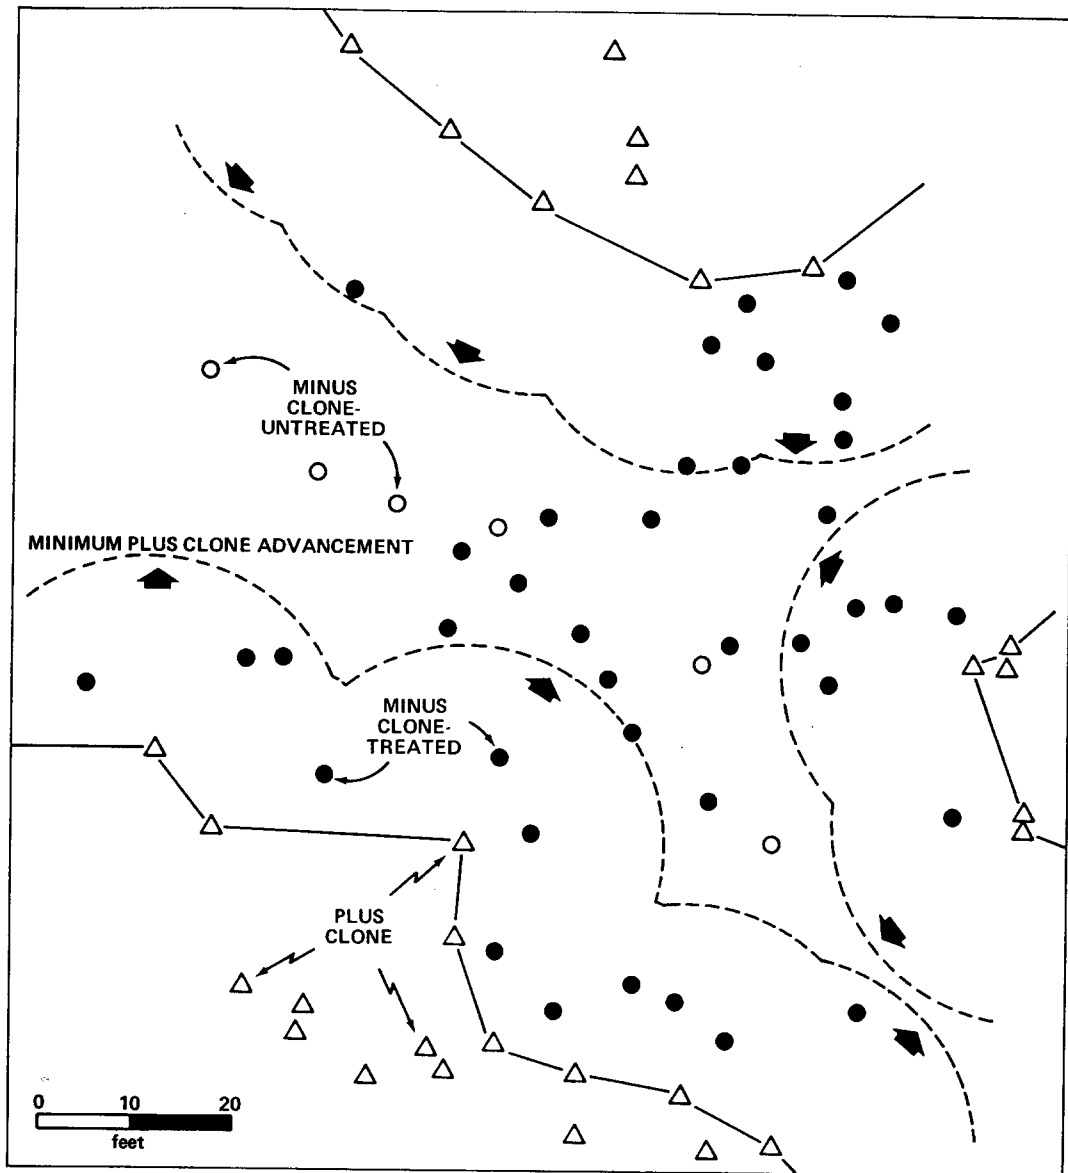 MINUS
CLONE-
UNTREATED
MINIMUM PLUS CLONE ADVANCEMENT
MINUS
CLONE-
TREATED
PLUS
CLONE
0 10 20
feet